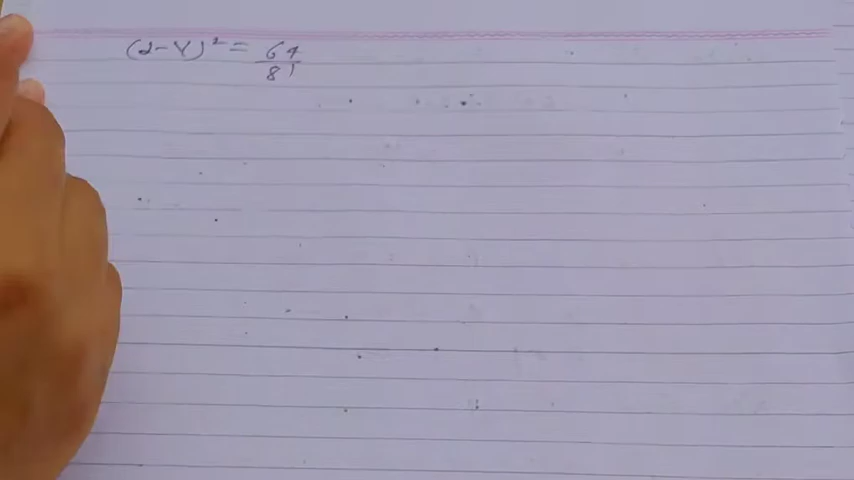 (2-Y)² = 64/81